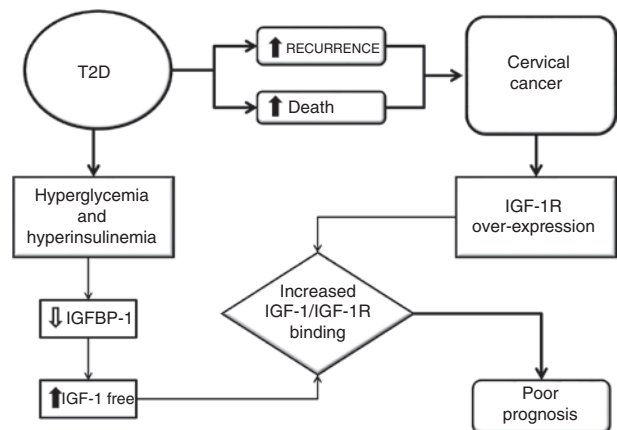 T2D
RECURRENCE
Death
Cervical
cancer
Hyperglycemia
and
hyperinsulinemia
IGF-1R
over-expression
IGFBP-1
Increased
IGF-1/IGF-1R
binding
IGF-1 free
Poor
prognosis